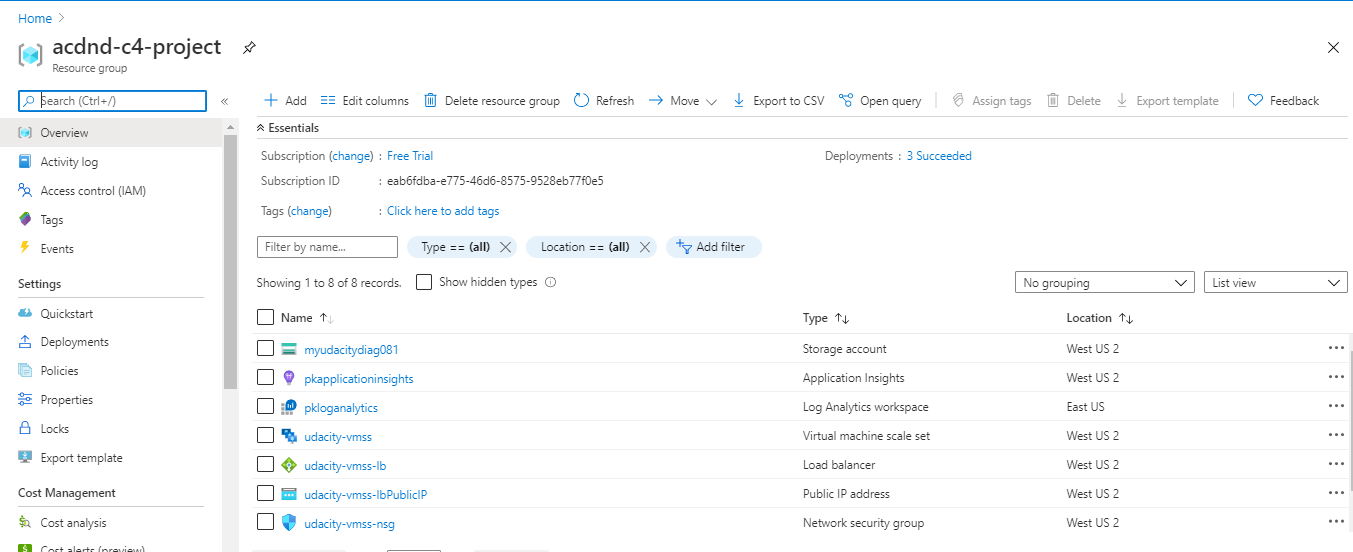 Home >
acdnd-c4-project
Resource group
Search (Ctrl+/) «
Overview
Activity log
Access control (IAM)
Tags
Events
Settings
Quickstart
Deployments
Policies
Properties
Locks
Export template
Cost Management
Cost analysis
Cost alerts (preview)
Add Edit columns Delete resource group Refresh Move Export to CSV Open query Assign tags Delete Export template Feedback
Essentials
Subscription (change) : Free Trial Deployments : 3 Succeeded
Subscription ID : eab6fdba-e775-46d6-8575-9528eb77f0e5
Tags (change) : Click here to add tags
Filter by name... Type == (all) Location == (all) Add filter
Showing 1 to 8 of 8 records. Show hidden types No grouping List view
Name Type Location
myudacitydiag081 Storage account West US 2
pkapplicationinsights Application Insights West US 2
pkloganalytics Log Analytics workspace East US
udacity-vmss Virtual machine scale set West US 2
udacity-vmss-lb Load balancer West US 2
udacity-vmss-lbPublicIP Public IP address West US 2
udacity-vmss-nsg Network security group West US 2